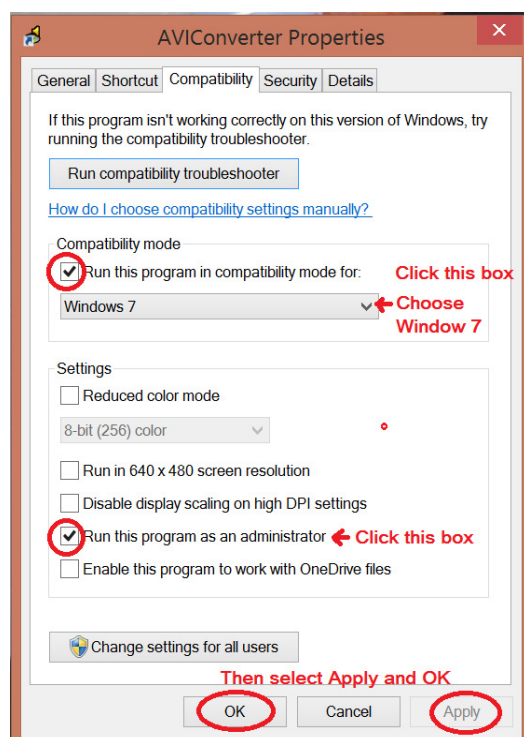 AVIConverter Properties
General Shortcut Compatibility Security Details
If this program isn't working correctly on this version of Windows, try
running the compatibility troubleshooter.
Run compatibility troubleshooter
How do I choose compatibility settings manually?
Compatibility mode
Run this program in compatibility mode for:
Click this box
Windows 7
Choose
Window 7
Settings
Reduced color mode
8-bit (256) color
Run in 640 x 480 screen resolution
Disable display scaling on high DPI settings
Run this program as an administrator
Click this box
Enable this program to work with OneDrive files
Change settings for all users
Then select Apply and OK
OK Cancel Apply